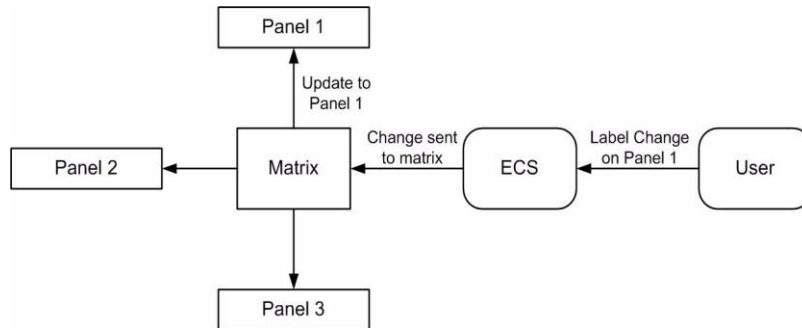 Panel 1
Update to
Panel 1
Panel 2
Matrix
Change sent
to matrix
ECS
Label Change
on Panel 1
User
Panel 3